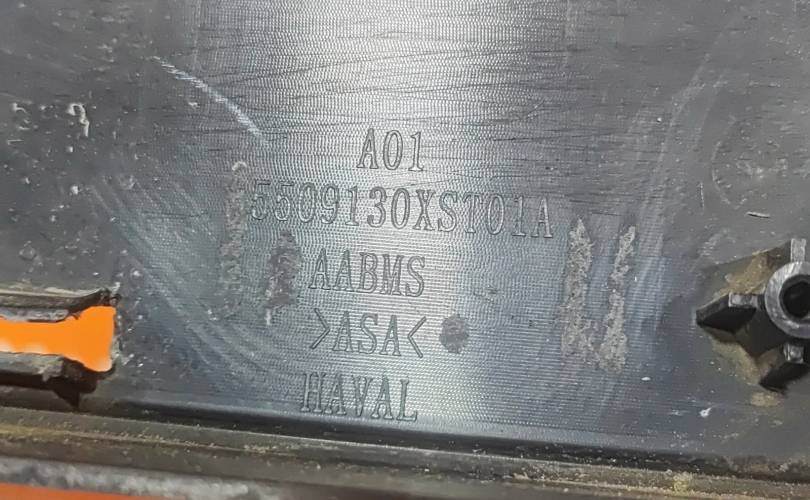 A01
5509130XST01A
AABMS
>ASA<
HAVAL